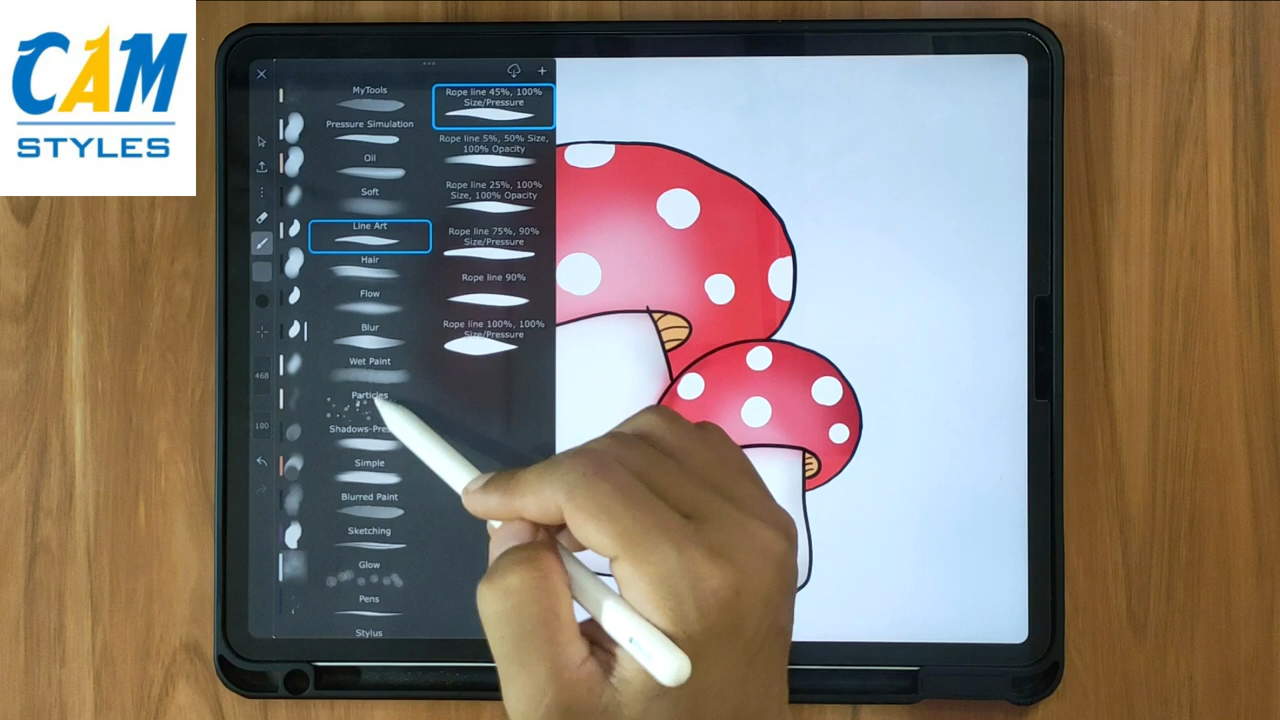 CAM
STYLES
MyTools
Pressure Simulation
Oil
Soft
Line Art
Hair
Flow
Blur
Wet Paint
Particles
Shadows-Pres
Simple
Blurred Paint
Sketching
Glow
Pens
Stylus
Rope line 45%, 100%
Size/Pressure
Rope line 5%, 50% Size,
100% Opacity
Rope line 25%, 100%
Size, 100% Opacity
Rope line 75%, 90%
Size/Pressure
Rope line 90%
Rope line 100%, 100%
Size/Pressure
468
100